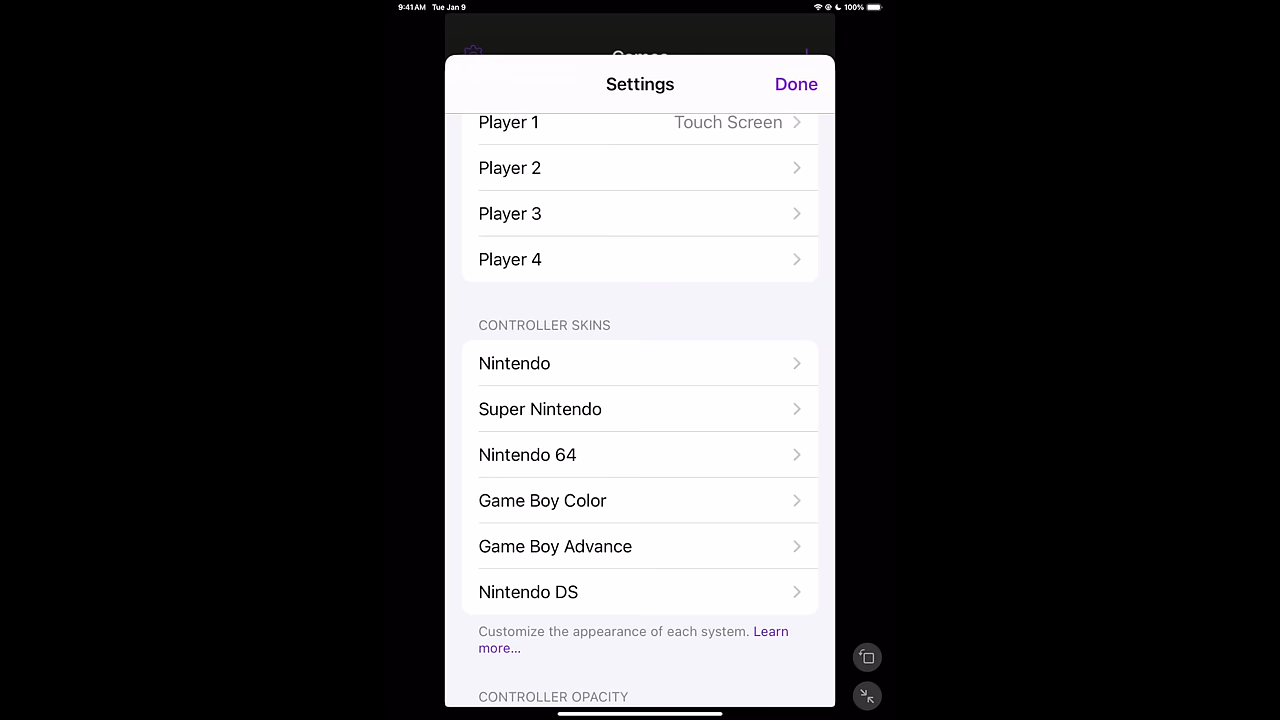 9:41 AM Tue Jan 9
100%
Settings
Done
Player 1
Touch Screen
Player 2
Player 3
Player 4
CONTROLLER SKINS
Nintendo
Super Nintendo
Nintendo 64
Game Boy Color
Game Boy Advance
Nintendo DS
Customize the appearance of each system. Learn
more...
CONTROLLER OPACITY